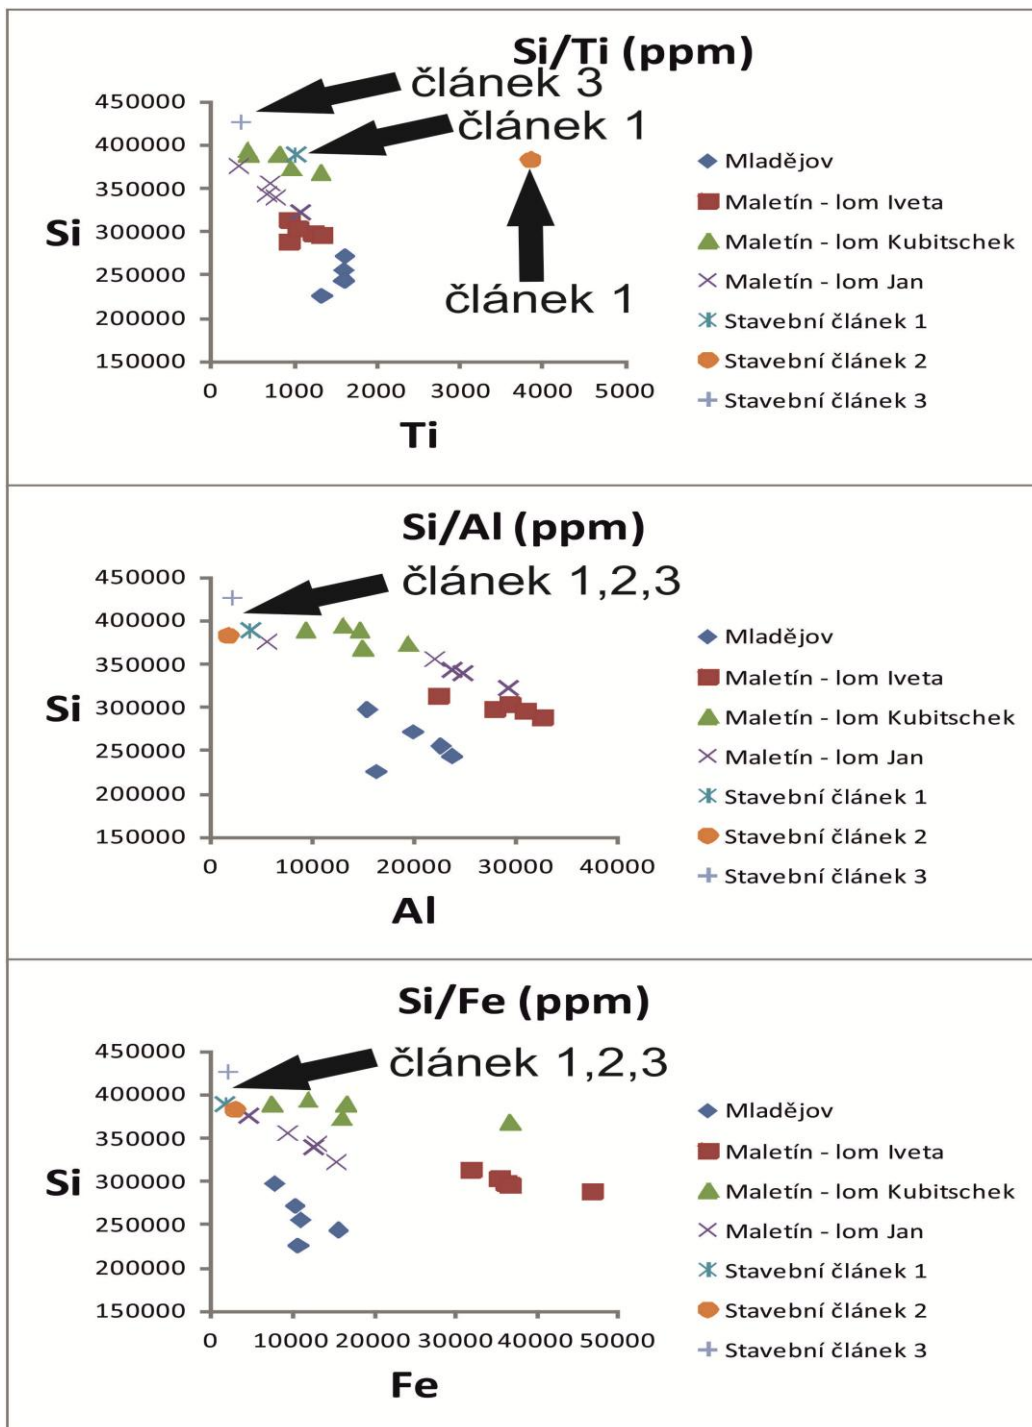 Si/Ti (ppm)
článek 3
článek 1
450000
400000
350000
300000
250000
200000
150000
Si
článek 1
0 1000 2000 3000 4000 5000
Ti
Mladějov
Maletín - lom Iveta
Maletín - lom Kubitschek
Maletín - lom Jan
Stavební článek 1
Stavební článek 2
Stavební článek 3
Si/Al (ppm)
článek 1,2,3
450000
400000
350000
300000
250000
200000
150000
Si
0 10000 20000 30000 40000
Al
Mladějov
Maletín - lom Iveta
Maletín - lom Kubitschek
Maletín - lom Jan
Stavební článek 1
Stavební článek 2
Stavební článek 3
Si/Fe (ppm)
článek 1,2,3
450000
400000
350000
300000
250000
200000
150000
Si
0 10000 20000 30000 40000 50000
Fe
Mladějov
Maletín - lom Iveta
Maletín - lom Kubitschek
Maletín - lom Jan
Stavební článek 1
Stavební článek 2
Stavební článek 3